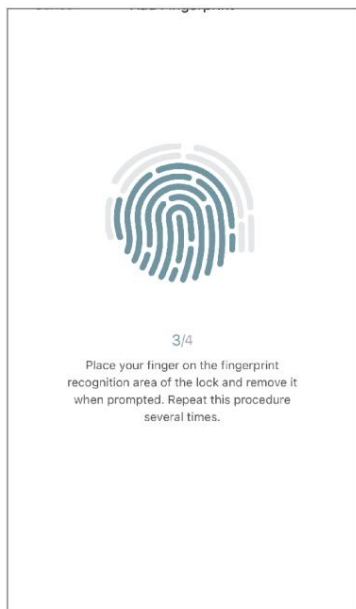 3/4
Place your finger on the fingerprint
recognition area of the lock and remove it
when prompted. Repeat this procedure
several times.